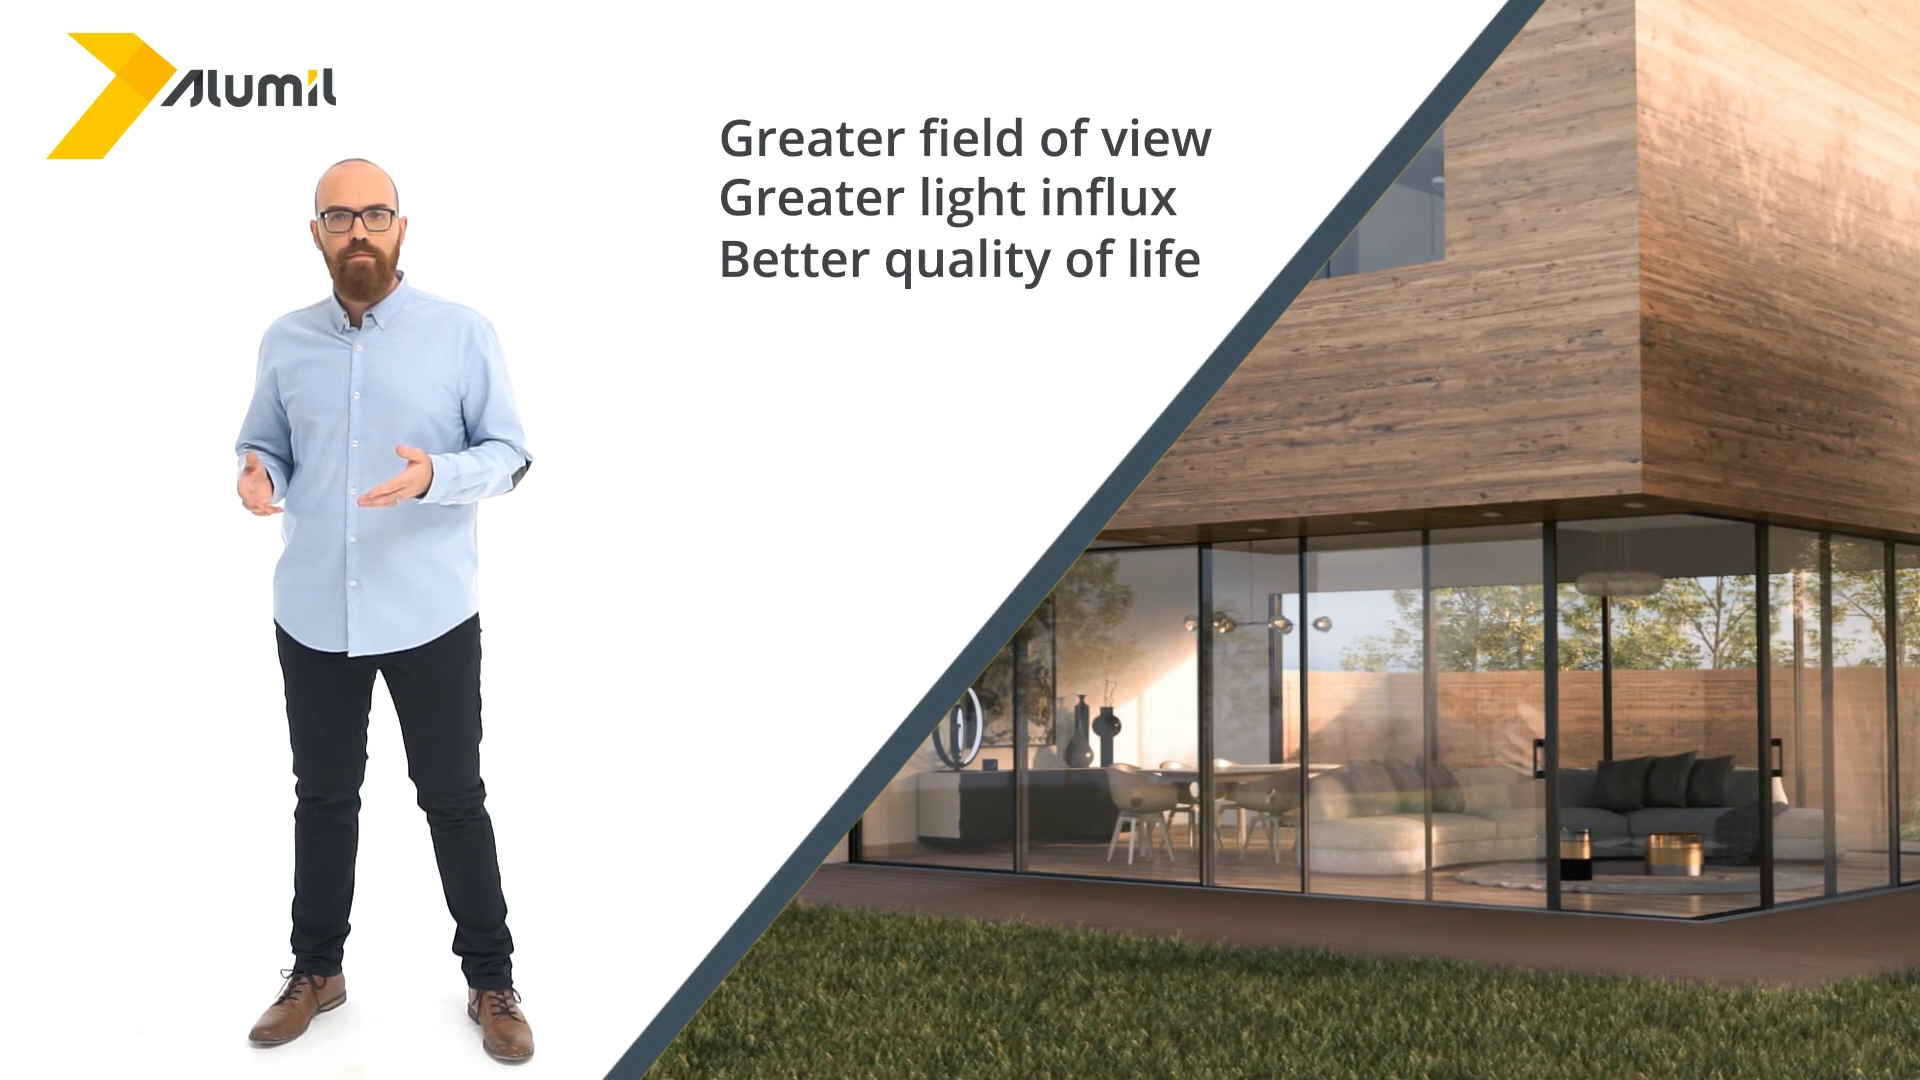 Alumil
Greater field of view
Greater light influx
Better quality of life